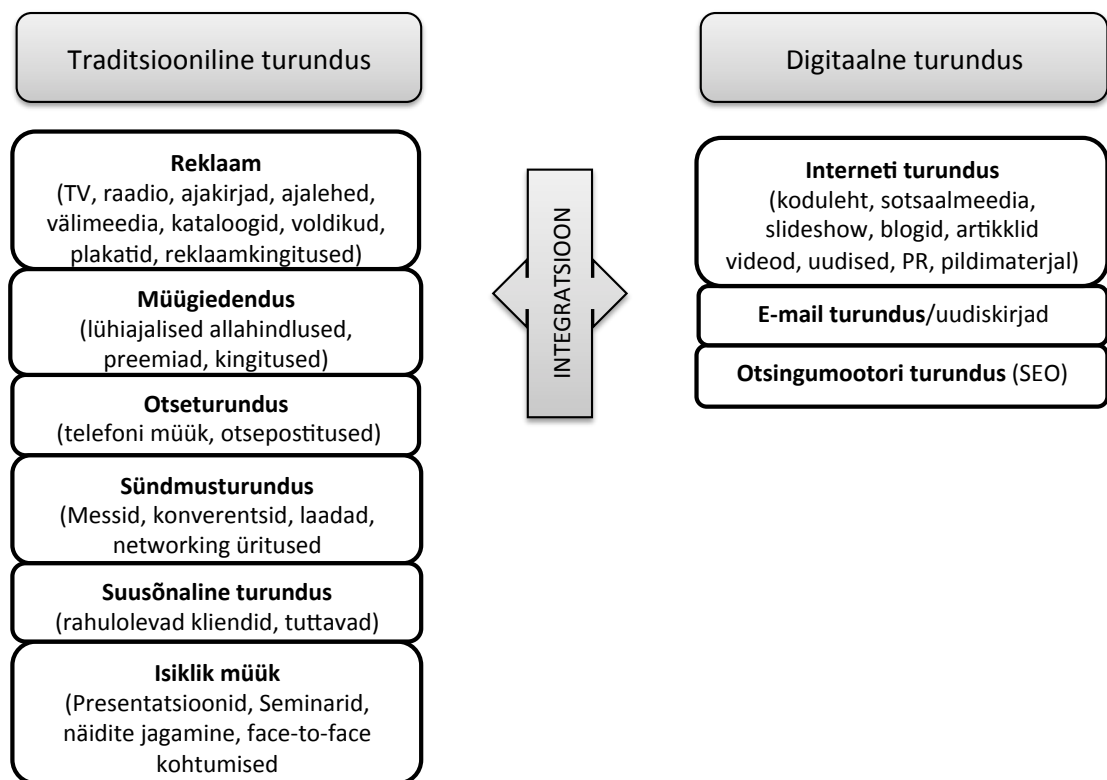 Traditsiooniline turundus
Reklaam
(TV, raadio, ajakirjad, ajalehed,
välimeedia, kataloogid, voldikud,
plakatid, reklaamkingitused)
Müügiedendus
(lühiajalised allahindlused,
preemiad, kingitused)
Otseturundus
(telefoni müük, otsepostitused)
Sündmusturundus
(Messid, konverentsid, laadad,
networking üritused
Suusõnaline turundus
(rahulolevad kliendid, tuttavad)
Isiklik müük
(Presentatsioonid, Seminarid,
näidite jagamine, face-to-face
kohtumised
INTEGRATSIOON
Digitaalne turundus
Interneti turundus
(koduleht, sotsaalmeedia,
slideshow, blogid, artikklid
videod, uudised, PR, pildimaterjal)
E-mail turundus/uudiskirjad
Otsingumootori turundus (SEO)